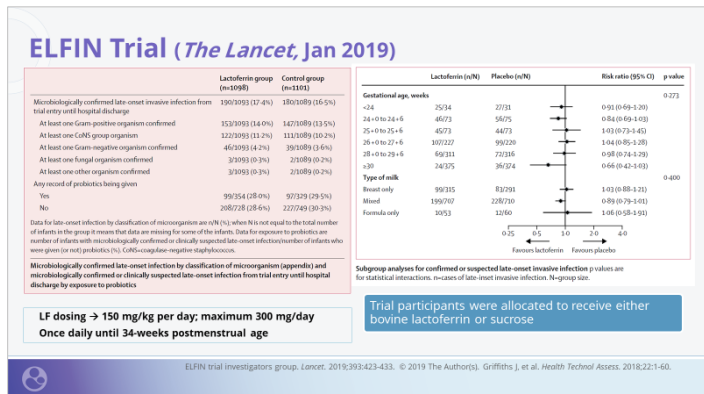 ELFIN Trial (The Lancet, Jan 2019)
Lactoferrin group (n=1098) Control group (n=1101)
Microbiologically confirmed late-onset invasive infection from trial entry until hospital discharge 190/1093 (17·4%) 180/1089 (16·5%)
At least one Gram-positive organism confirmed 153/1093 (14·0%) 147/1089 (13·5%)
At least one CoNS group organism 122/1093 (11·2%) 111/1089 (10·2%)
At least one Gram-negative organism confirmed 46/1093 (4·2%) 39/1089 (3·6%)
At least one fungal organism confirmed 3/1093 (0·3%) 2/1089 (0·2%)
At least one other organism confirmed 3/1093 (0·3%) 2/1089 (0·2%)
Any record of probiotics being given
Yes 99/354 (28·0%) 97/329 (29·5%)
No 208/728 (28·6%) 227/749 (30·3%)
Data for late-onset infection by classification of microorganism are n/N (%); when N is not equal to the total number
of infants in the group it means that data are missing for some of the infants. Data for exposure to probiotics are
number of infants with microbiologically confirmed or clinically suspected late-onset infection/number of infants who
were given (or not) probiotics (%). CoNS=coagulase-negative staphylococcus.
Microbiologically confirmed late-onset infection by classification of microorganism (appendix) and
microbiologically confirmed or clinically suspected late-onset infection from trial entry until hospital
discharge by exposure to probiotics
Lactoferrin (n/N) Placebo (n/N) Risk ratio (95% CI) p value
Gestational age, weeks 0·273
<24 25/34 27/31 0·91 (0·69–1·20)
24+0 to 24+6 46/73 56/75 0·84 (0·69–1·03)
25+0 to 25+6 45/73 44/73 1·03 (0·73–1·45)
26+0 to 27+6 107/227 99/220 1·04 (0·85–1·28)
28+0 to 29+6 69/311 72/316 0·98 (0·74–1·29)
≥30 24/375 36/374 0·66 (0·42–1·03)
Type of milk 0·400
Breast only 99/315 83/291 1·03 (0·88–1·21)
Mixed 199/707 228/710 0·89 (0·79–1·01)
Formula only 10/53 12/60 1·06 (0·58–1·91)
0·25 0·5 1·0 2·0 4·0
Favours lactoferrin Favours placebo
Subgroup analyses for confirmed or suspected late-onset invasive infection p values are
for statistical interactions. n=cases of late-inset invasive infection. N=group size.
LF dosing → 150 mg/kg per day; maximum 300 mg/day
Once daily until 34-weeks postmenstrual age
Trial participants were allocated to receive either
bovine lactoferrin or sucrose
ELFIN trial investigators group. Lancet. 2019;393:423-433. © 2019 The Author(s). Griffiths J, et al. Health Technol Assess. 2018;22:1-60.